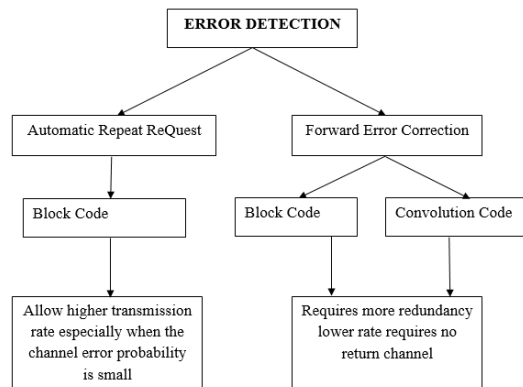 ERROR DETECTION
Automatic Repeat ReQuest
Forward Error Correction
Block Code
Block Code
Convolution Code
Allow higher transmission
rate especially when the
channel error probability
is small
Requires more redundancy
lower rate requires no
return channel